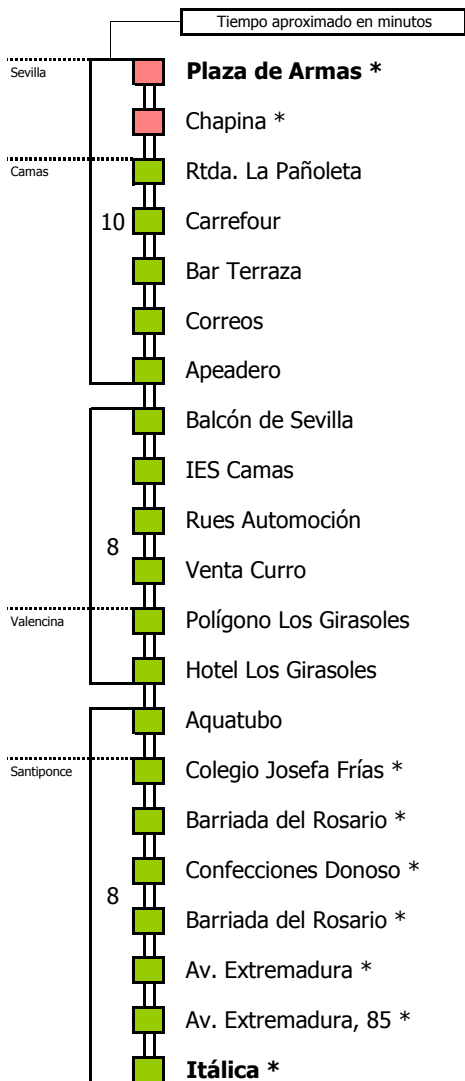 Tiempo aproximado en minutos
Sevilla
Plaza de Armas *
Chapina *
Camas
Rtda. La Pañoleta
10
Carrefour
Bar Terraza
Correos
Apeadero
Balcón de Sevilla
IES Camas
Rues Automoción
8
Venta Curro
Valencina
Polígono Los Girasoles
Hotel Los Girasoles
Aquatubo
Santiponce
Colegio Josefa Frías *
Barriada del Rosario *
Confecciones Donoso *
8
Barriada del Rosario *
Av. Extremadura *
Av. Extremadura, 85 *
Itálica *